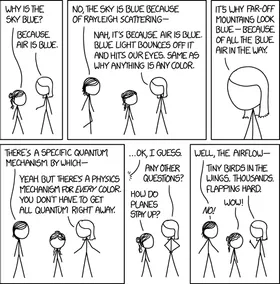 WHY IS THE
SKY BLUE?
BECAUSE
AIR IS BLUE.
NO, THE SKY IS BLUE BECAUSE
OF RAYLEIGH SCATTERING—
NAH, IT'S BECAUSE AIR IS BLUE.
BLUE LIGHT BOUNCES OFF IT
AND HITS OUR EYES. SAME AS
WHY ANYTHING IS ANY COLOR.
IT'S WHY FAR-OFF
MOUNTAINS LOOK
BLUE—BECAUSE
OF ALL THE BLUE
AIR IN THE WAY.
THERE'S A SPECIFIC QUANTUM
MECHANISM BY WHICH—
YEAH BUT THERE'S A PHYSICS
MECHANISM FOR EVERY COLOR.
YOU DON'T HAVE TO GET
ALL QUANTUM RIGHT AWAY.
...OK, I GUESS.
ANY OTHER
QUESTIONS?
HOW DO
PLANES
STAY UP?
WELL, THE AIRFLOW—
TINY BIRDS IN THE
WINGS. THOUSANDS.
FLAPPING HARD.
NO!
WOW!